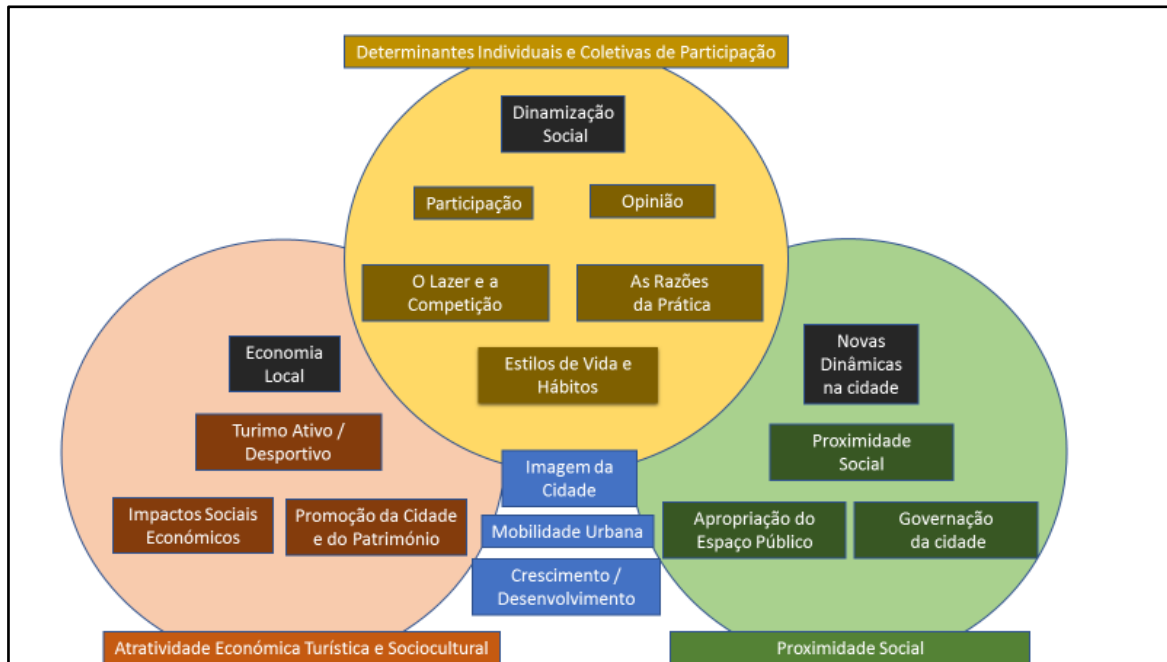 Determinantes Individuais e Coletivas de Participação
Dinamização
Social
Participação
Opinião
O Lazer e a
Competição
As Razões
da Prática
Estilos de Vida e
Hábitos
Economia
Local
Turimo Ativo /
Desportivo
Impactos Sociais
Económicos
Promoção da Cidade
e do Património
Imagem da
Cidade
Mobilidade Urbana
Crescimento /
Desenvolvimento
Novas
Dinâmicas
na cidade
Proximidade
Social
Apropriação do
Espaço Público
Governação
da cidade
Atratividade Económica Turística e Sociocultural
Proximidade Social